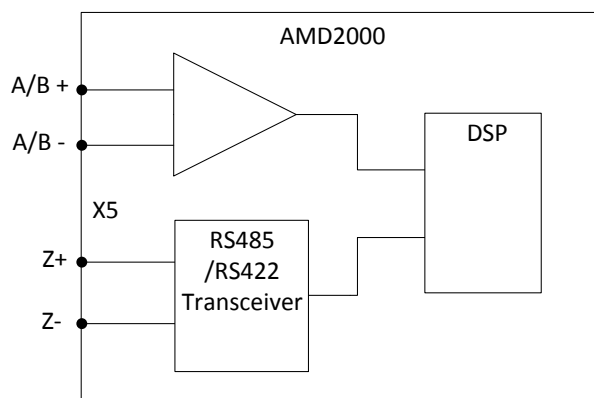 AMD2000
A/B +
A/B -
DSP
X5
Z+
Z-
RS485
/RS422
Transceiver